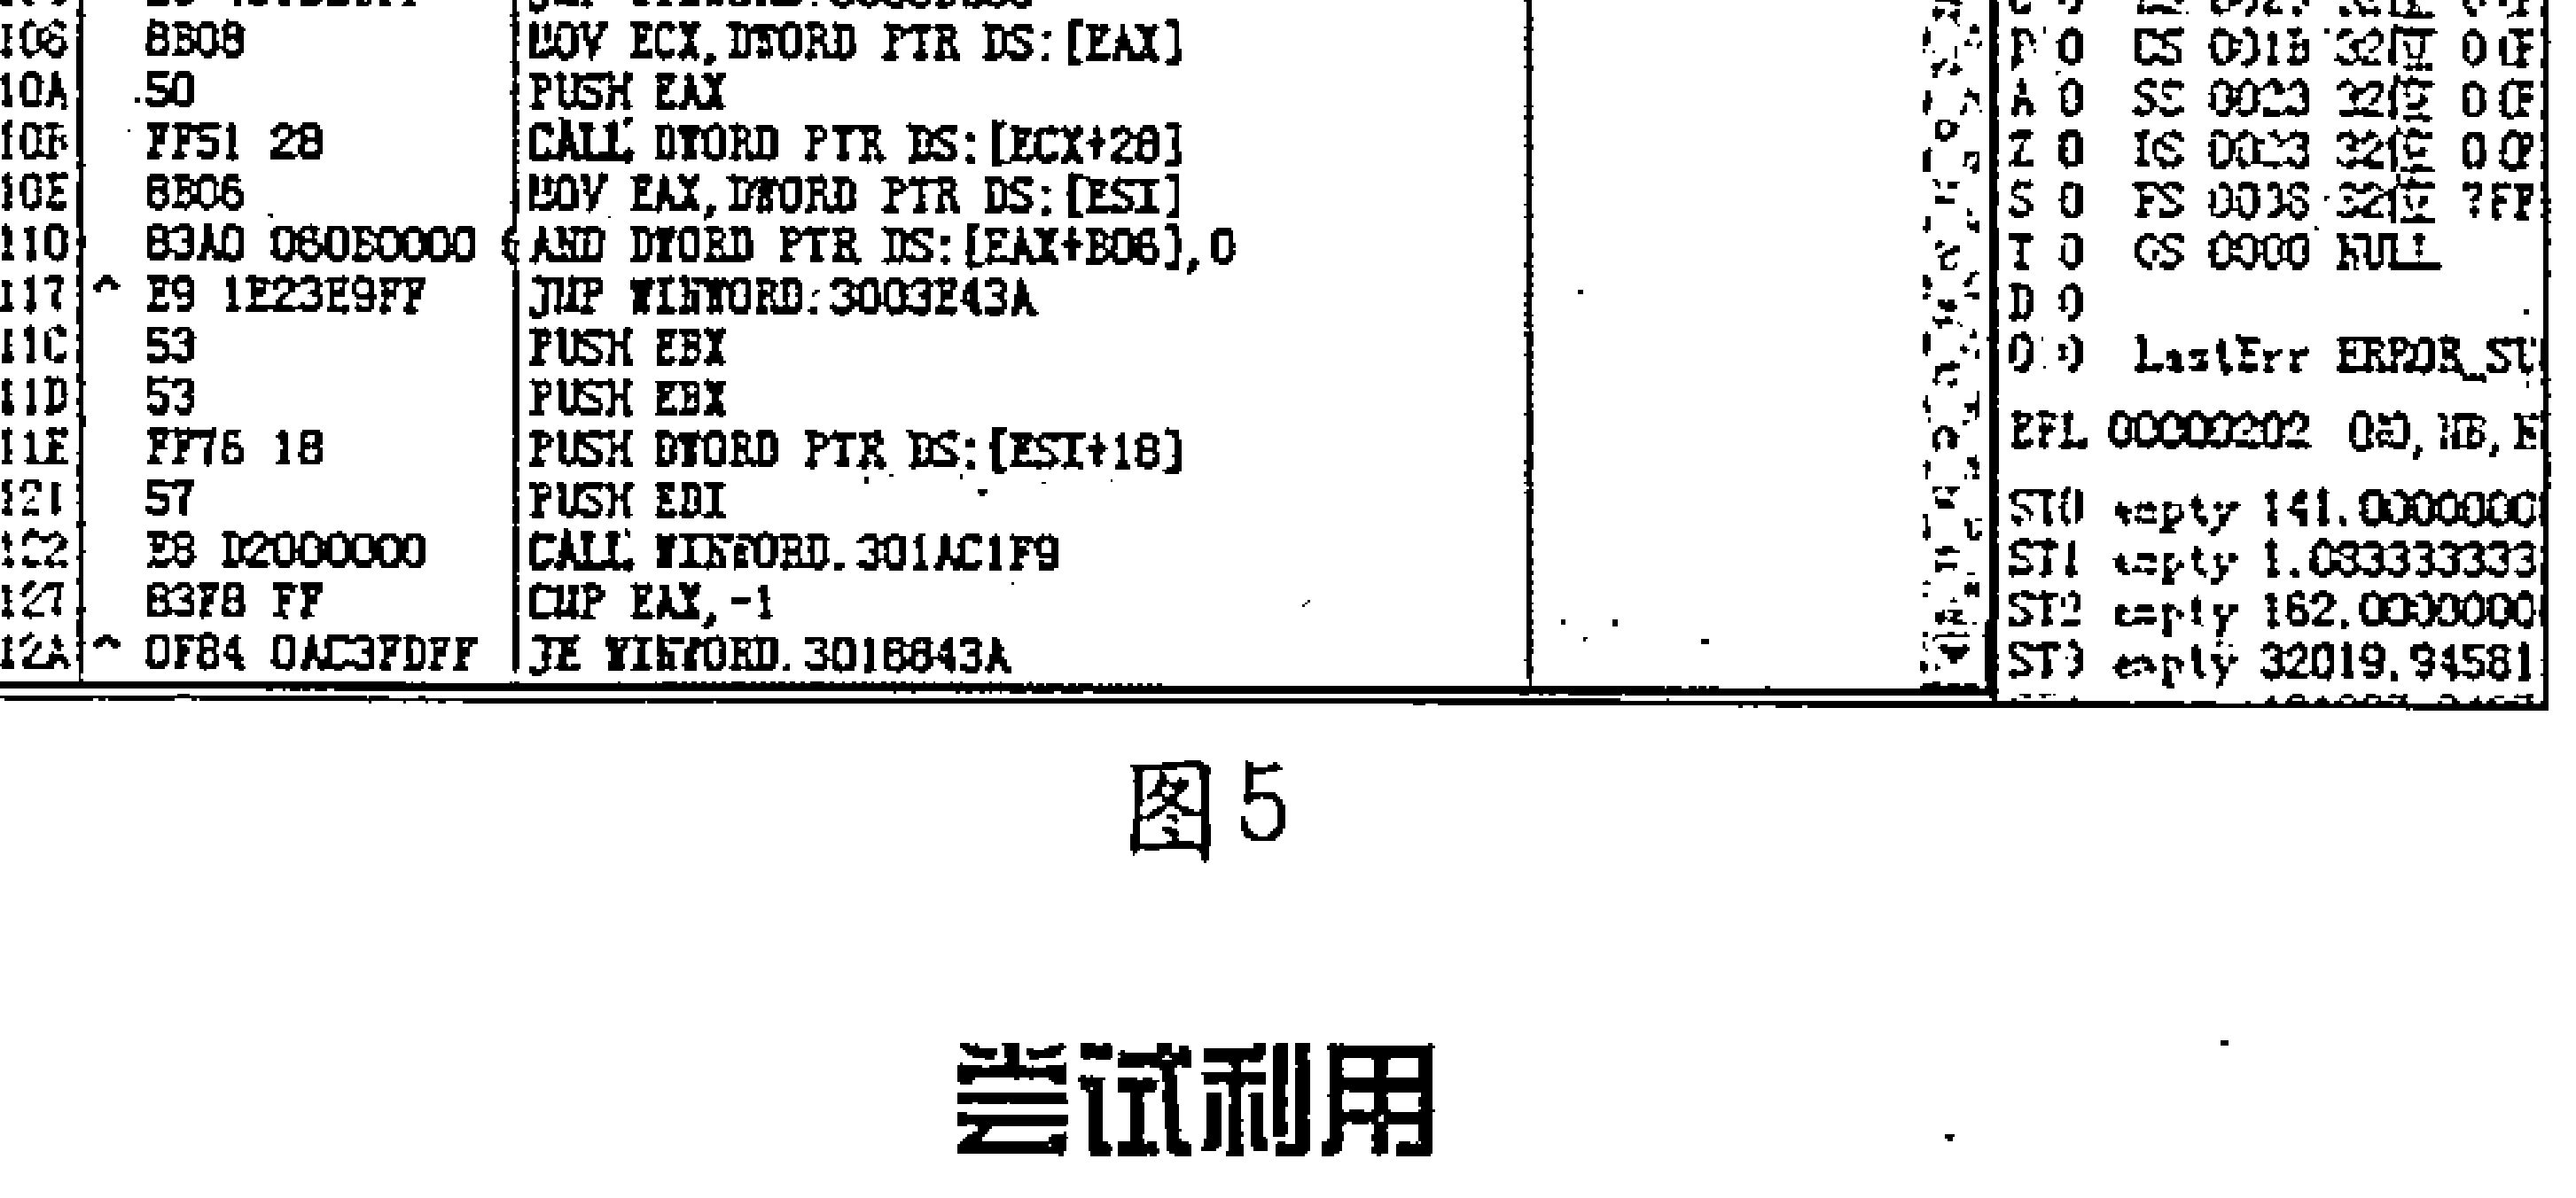 106 8B08 MOV ECX,DWORD PTR DS:[EAX]
10A 50 PUSH EAX
10B FF51 28 CALL DWORD PTR DS:[ECX+28]
10E 8B06 MOV EAX,DWORD PTR DS:[ESI]
110 83A0 060B0000 AND DWORD PTR DS:[EAX+B06],0
117 ^ E9 1E23E9FF JMP WINWORD.3003E43A
11C 53 PUSH EBX
11D 53 PUSH EBX
11E FF76 18 PUSH DWORD PTR DS:[ESI+18]
121 57 PUSH EDI
122 E8 D2000000 CALL WINWORD.301AC1F9
127 83F8 FF CMP EAX,-1
12A ^ 0F84 0AC3FDFF JE WINWORD.3018843A
P 0 CS 001B 32位 0(F
A 0 SS 0023 32位 0(F
Z 0 0023 32位 0(F
S 0 FS 32位 7FF
T 0 GS 0000 NULL
D 0
O 0 LastErr ERROR_SU
EFL 00000202
ST0 empty 141.0000000
ST1 empty 1.083333333
ST2 empty 162.0000000
ST3 empty 32019.94581
图5
尝试利用